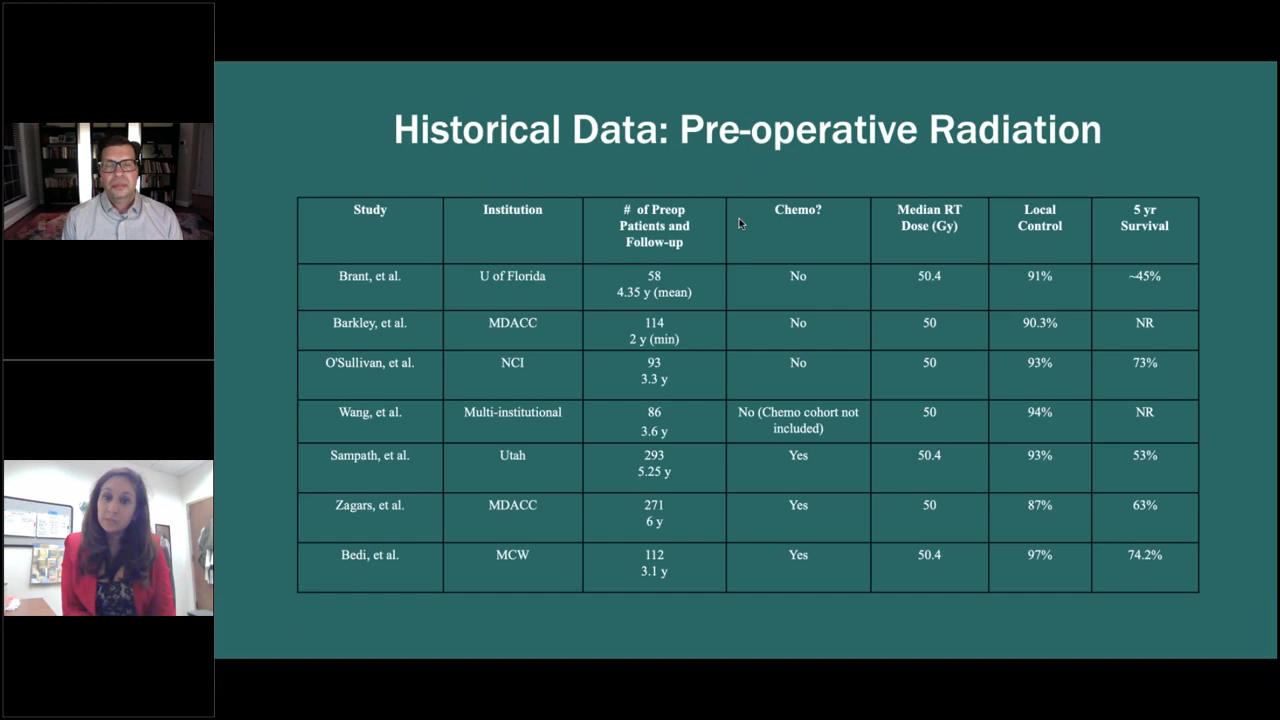 Historical Data: Pre-operative Radiation
Study
Institution
# of Preop
Patients and
Follow-up
Chemo?
Median RT
Dose (Gy)
Local
Control
5 yr
Survival
Brant, et al.
U of Florida
58
4.35 y (mean)
No
50.4
91%
~45%
Barkley, et al.
MDACC
114
2 y (min)
No
50
90.3%
NR
O'Sullivan, et al.
NCI
93
3.3 y
No
50
93%
73%
Wang, et al.
Multi-institutional
86
3.6 y
No (Chemo cohort not
included)
50
94%
NR
Sampath, et al.
Utah
293
5.25 y
Yes
50.4
93%
53%
Zagars, et al.
MDACC
271
6 y
Yes
50
87%
63%
Bedi, et al.
MCW
112
3.1 y
Yes
50.4
97%
74.2%